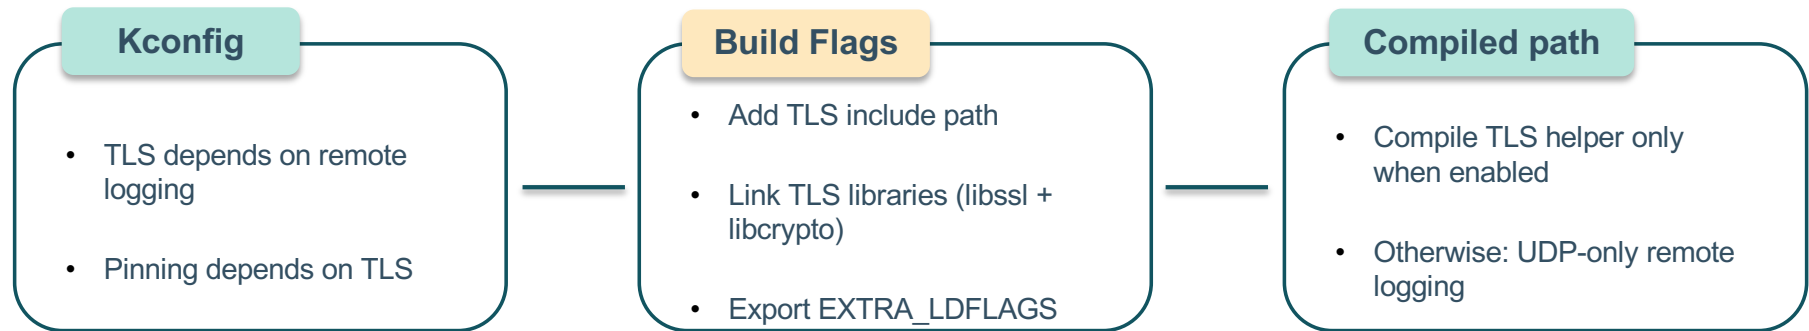 Kconfig
• TLS depends on remote
logging
• Pinning depends on TLS
Build Flags
• Add TLS include path
• Link TLS libraries (libssl +
libcrypto)
• Export EXTRA_LDFLAGS
Compiled path
• Compile TLS helper only
when enabled
• Otherwise: UDP-only remote
logging